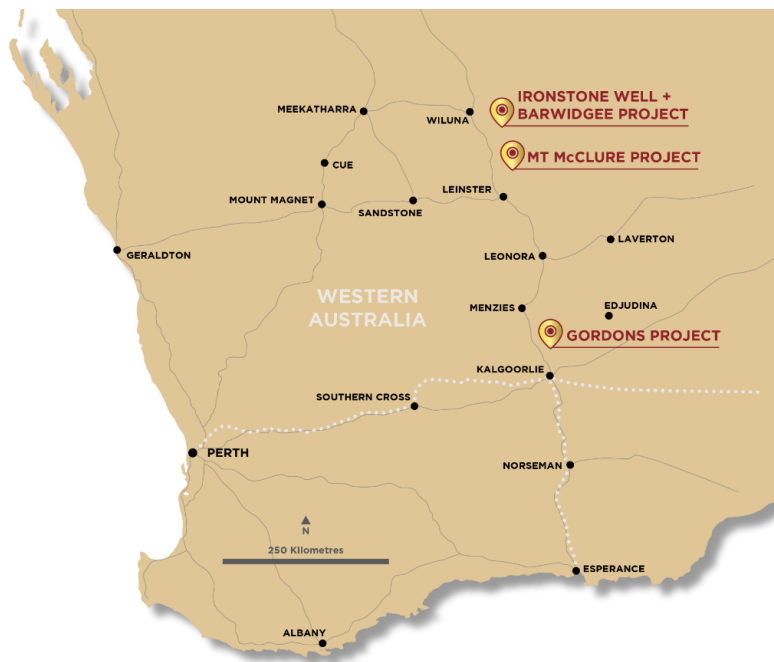 IRONSTONE WELL +
BARWIDGEE PROJECT
MEEKATHARRA
WILUNA
MT McCLURE PROJECT
CUE
LEINSTER
MOUNT MAGNET
SANDSTONE
LAVERTON
GERALDTON
LEONORA
WESTERN
AUSTRALIA
MENZIES
EDJUDINA
GORDONS PROJECT
KALGOORLIE
SOUTHERN CROSS
PERTH
NORSEMAN
N
250 Kilometres
ESPERANCE
ALBANY